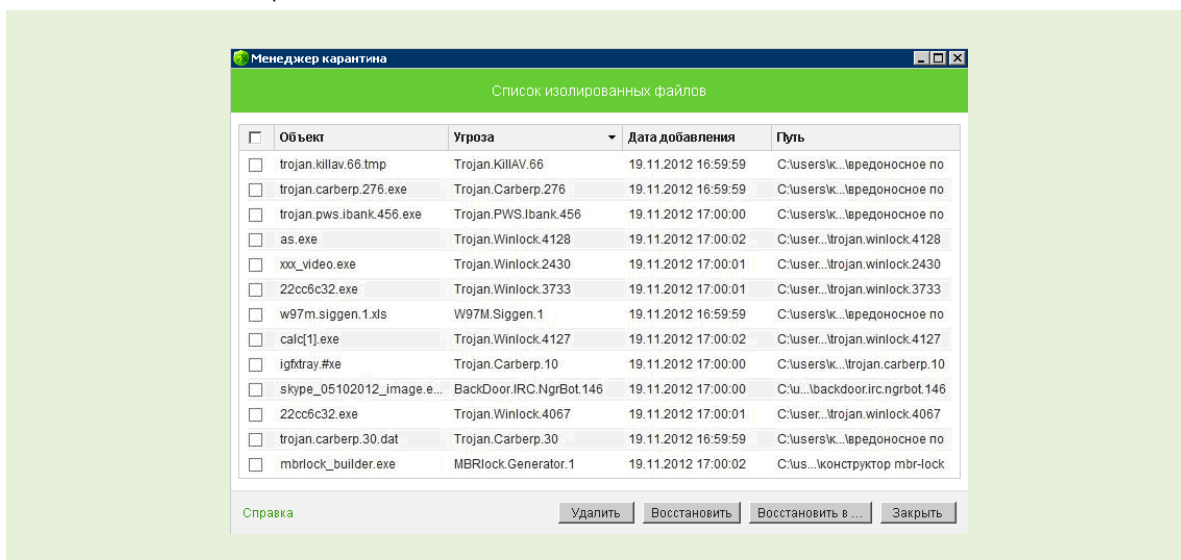 Менеджер карантина
Список изолированных файлов
Объект Угроза Дата добавления Путь
trojan.killav.66.tmp Trojan.KillAV.66 19.11.2012 16:59:59 C:\users\к...\вредоносное по
trojan.carberp.276.exe Trojan.Carberp.276 19.11.2012 16:59:59 C:\users\к...\вредоносное по
trojan.pws.ibank.456.exe Trojan.PWS.Ibank.456 19.11.2012 17:00:00 C:\users\к...\вредоносное по
as.exe Trojan.Winlock.4128 19.11.2012 17:00:02 C:\user...\trojan.winlock.4128
xxx_video.exe Trojan.Winlock.2430 19.11.2012 17:00:01 C:\user...\trojan.winlock.2430
22cc6c32.exe Trojan.Winlock.3733 19.11.2012 17:00:01 C:\user...\trojan.winlock.3733
w97m.siggen.1.xls W97M.Siggen.1 19.11.2012 16:59:59 C:\users\к...\вредоносное по
calc[1].exe Trojan.Winlock.4127 19.11.2012 17:00:02 C:\user...\trojan.winlock.4127
igfxtray.#xe Trojan.Carberp.10 19.11.2012 17:00:00 C:\users\к...\trojan.carberp.10
skype_05102012_image.e... BackDoor.IRC.NgrBot.146 19.11.2012 17:00:00 C:\u...\backdoor.irc.ngrbot.146
22cc6c32.exe Trojan.Winlock.4067 19.11.2012 17:00:01 C:\user...\trojan.winlock.4067
trojan.carberp.30.dat Trojan.Carberp.30 19.11.2012 16:59:59 C:\users\к...\вредоносное по
mbrlock_builder.exe MBRlock.Generator.1 19.11.2012 17:00:02 C:\us...\конструктор mbr-lock
Справка Удалить Восстановить Восстановить в ... Закрыть